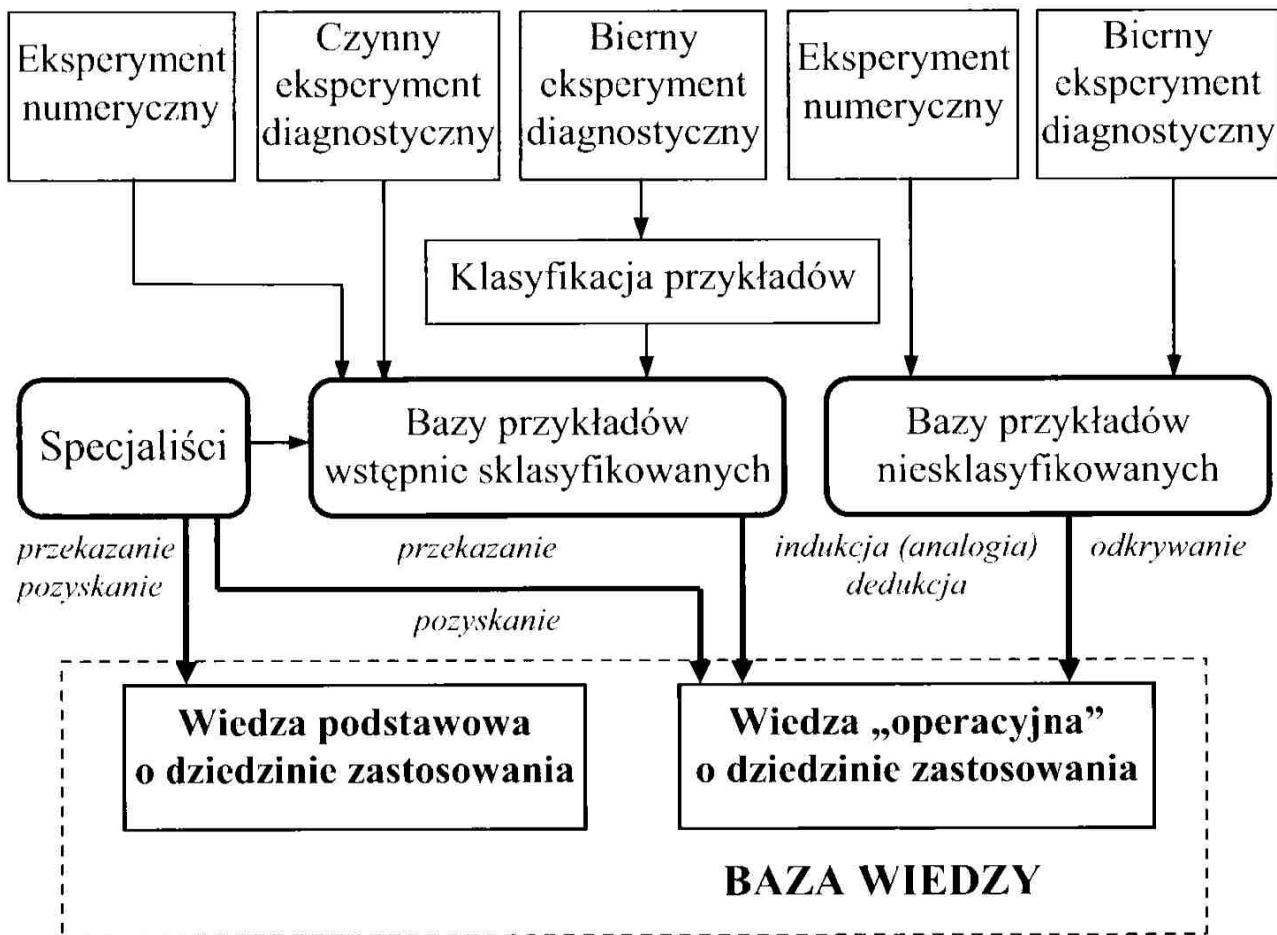 Eksperyment
numeryczny
Czynny
eksperyment
diagnostyczny
Bierny
eksperyment
diagnostyczny
Eksperyment
numeryczny
Bierny
eksperyment
diagnostyczny
Klasyfikacja przykładów
Specjaliści
Bazy przykładów
wstępnie sklasyfikowanych
Bazy przykładów
niesklasyfikowanych
przekazanie
pozyskanie
przekazanie
pozyskanie
indukcja (analogia)
dedukcja
odkrywanie
Wiedza podstawowa
o dziedzinie zastosowania
Wiedza „operacyjna”
o dziedzinie zastosowania
BAZA WIEDZY